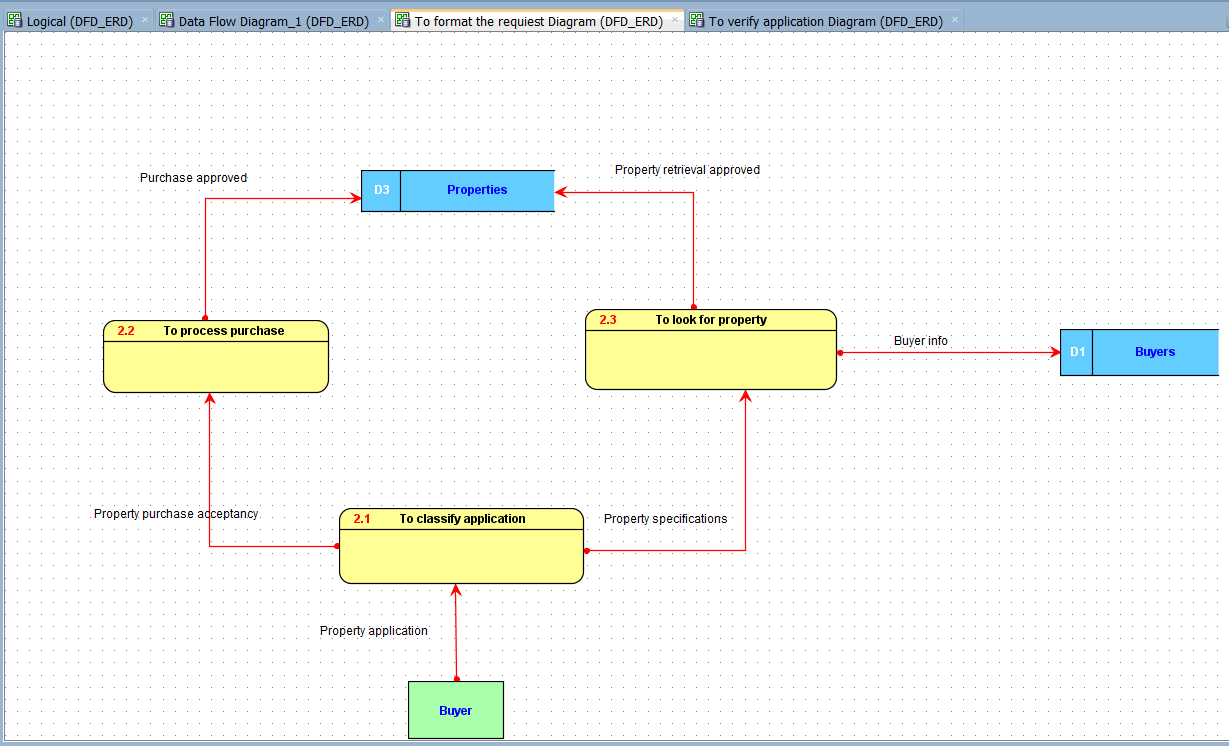 Logical (DFD_ERD)
Data Flow Diagram_1 (DFD_ERD)
To format the requiest Diagram (DFD_ERD)
To verify application Diagram (DFD_ERD)
Purchase approved
Property retrieval approved
D3 Properties
2.2 To process purchase
2.3 To look for property
Buyer info
D1 Buyers
Property purchase acceptancy
2.1 To classify application
Property specifications
Property application
Buyer